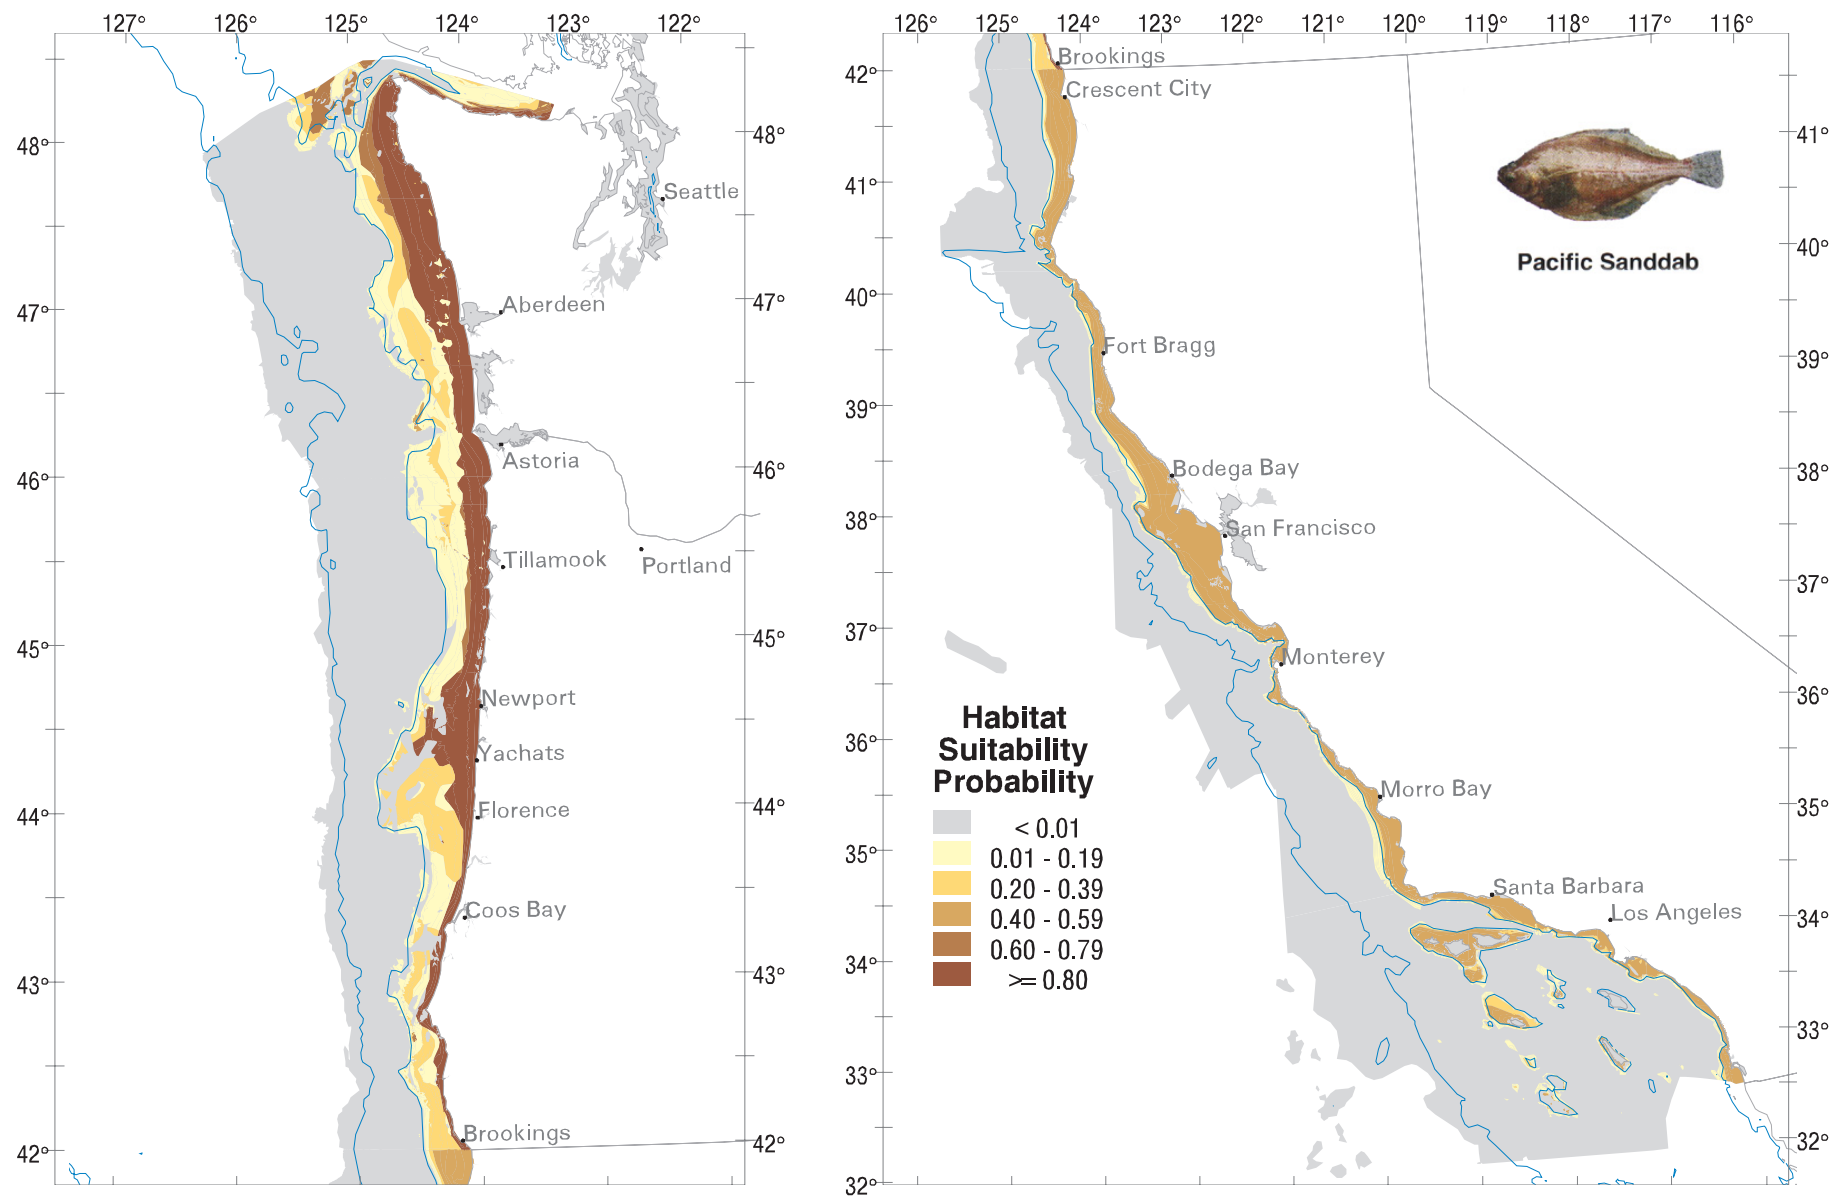 127° 125° 124° 123° 122°
126°
48°
47°
46°
45°
44°
43°
42°
48°
47°
46°
45°
44°
43°
42°
Seattle
Aberdeen
Astoria
Tillamook
Portland
Newport
Yachats
Florence
Coos Bay
Brookings
126° 125° 124° 123° 122° 121° 120° 119° 118° 117° 116°
42°
41°
40°
39°
38°
37°
36°
35°
34°
33°
32°
41°
40°
39°
38°
37°
36°
35°
34°
33°
32°
Brookings
Crescent City
Fort Bragg
Bodega Bay
San Francisco
Monterey
Morro Bay
Santa Barbara
Los Angeles
Pacific Sanddab
Habitat
Suitability
Probability
< 0.01
0.01 - 0.19
0.20 - 0.39
0.40 - 0.59
0.60 - 0.79
>= 0.80